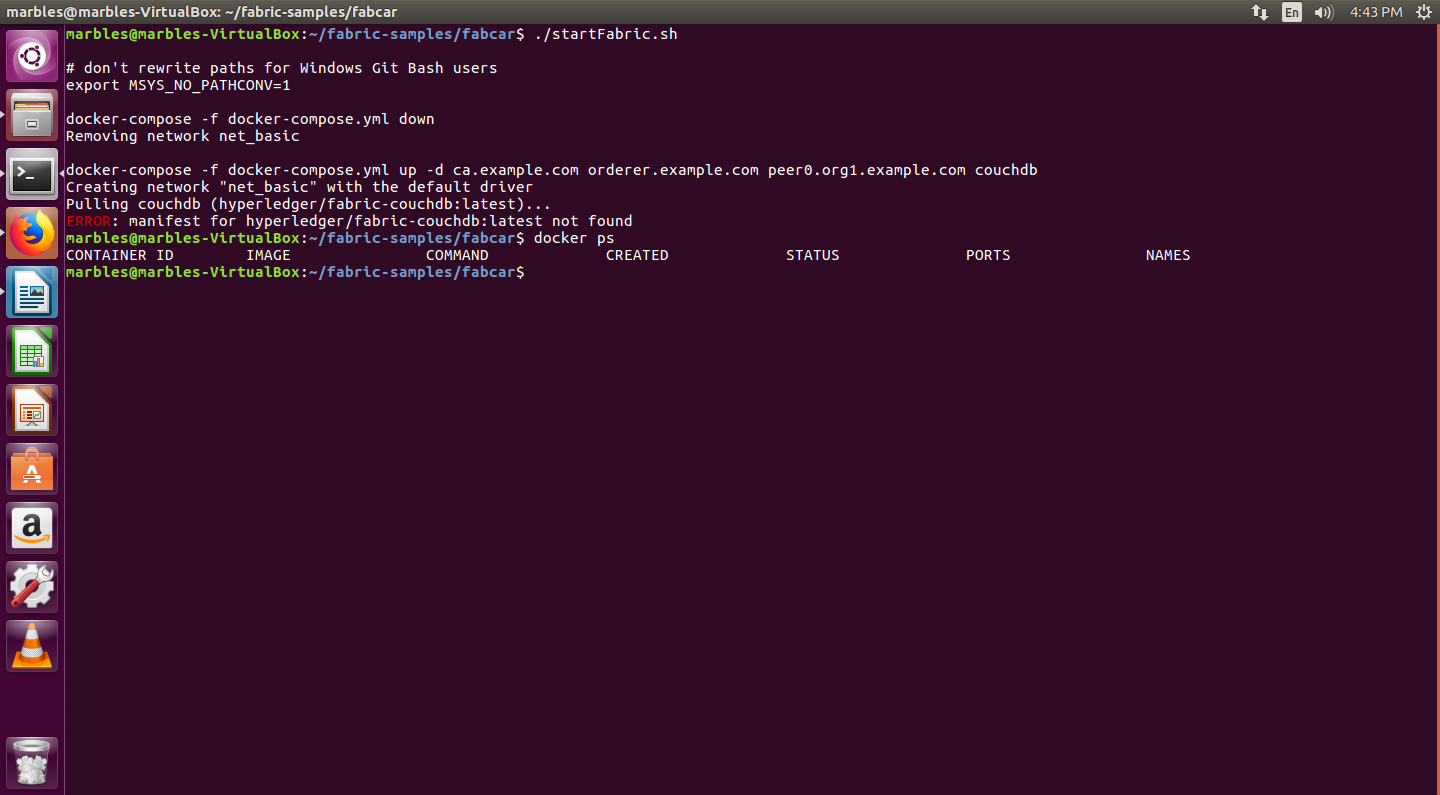 marbles@marbles-VirtualBox: ~/fabric-samples/fabcar
En
4:43 PM
marbles@marbles-VirtualBox:~/fabric-samples/fabcar$ ./startFabric.sh
# don't rewrite paths for Windows Git Bash users
export MSYS_NO_PATHCONV=1
docker-compose -f docker-compose.yml down
Removing network net_basic
docker-compose -f docker-compose.yml up -d ca.example.com orderer.example.com peer0.org1.example.com couchdb
Creating network "net_basic" with the default driver
Pulling couchdb (hyperledger/fabric-couchdb:latest)...
ERROR: manifest for hyperledger/fabric-couchdb:latest not found
marbles@marbles-VirtualBox:~/fabric-samples/fabcar$ docker ps
CONTAINER ID        IMAGE               COMMAND             CREATED             STATUS              PORTS               NAMES
marbles@marbles-VirtualBox:~/fabric-samples/fabcar$